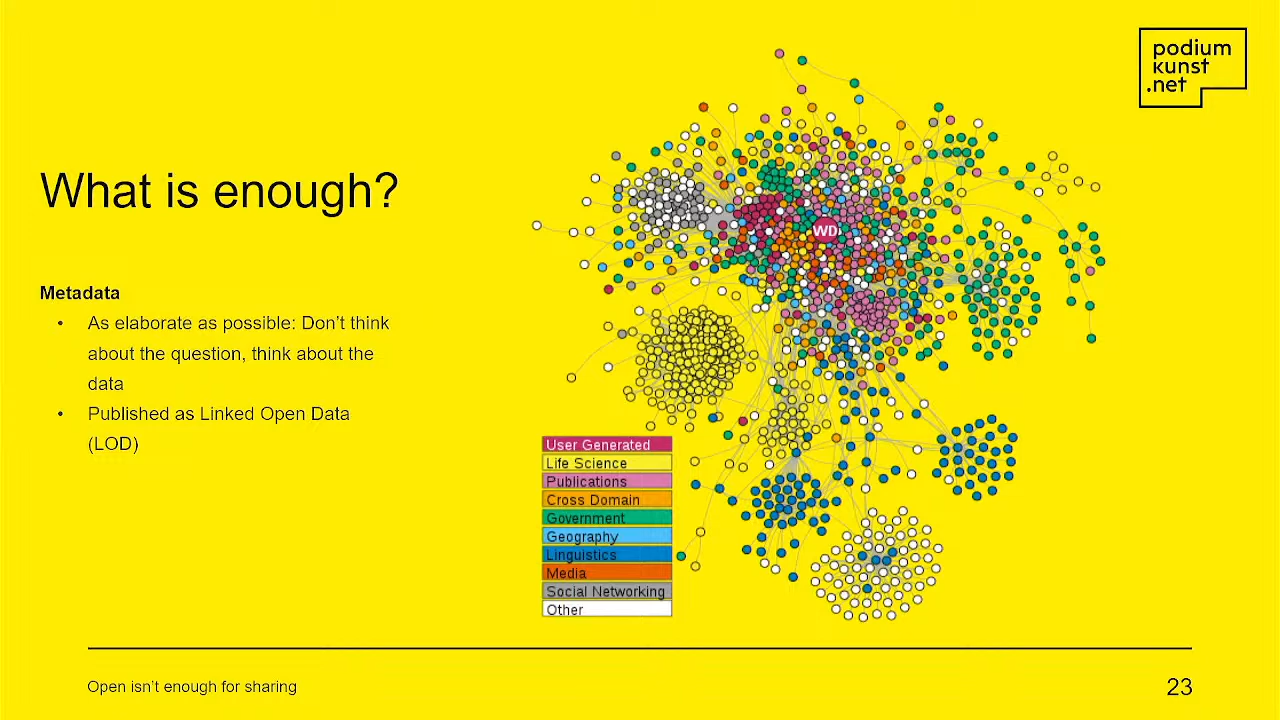 podium
kunst
.net
What is enough?
Metadata
• As elaborate as possible: Don't think
about the question, think about the
data
• Published as Linked Open Data
(LOD)
WD
User Generated
Life Science
Publications
Cross Domain
Government
Geography
Linguistics
Media
Social Networking
Other
Open isn't enough for sharing
23